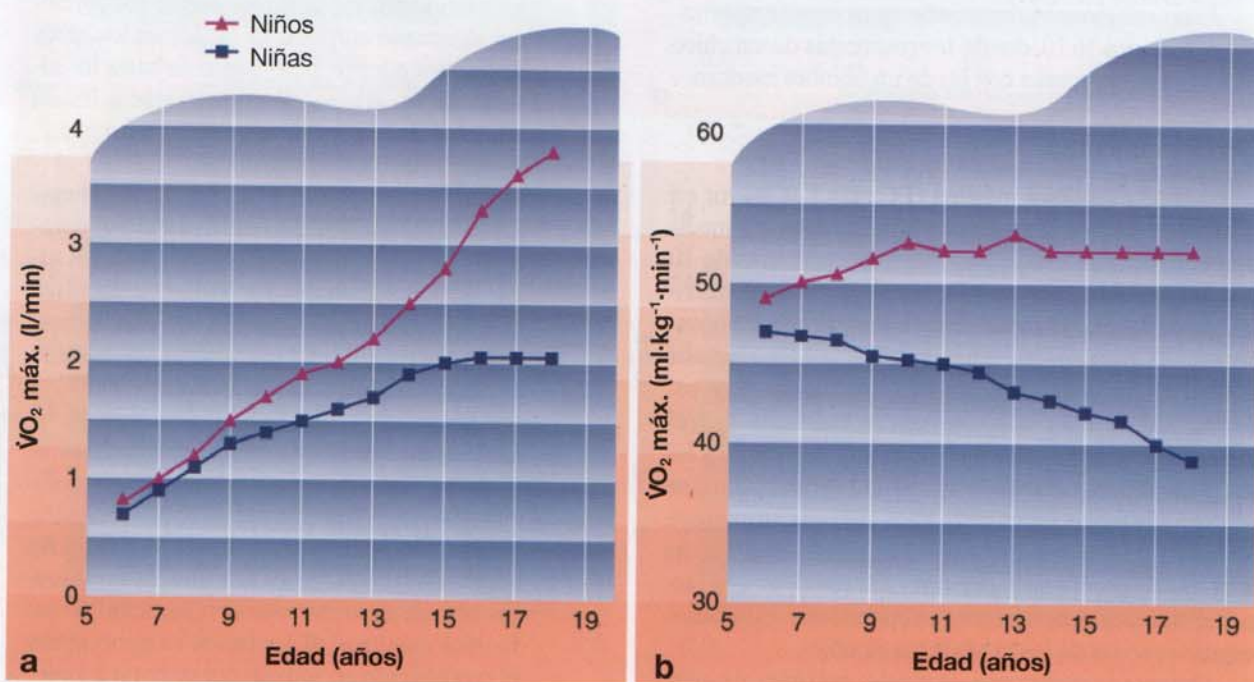 Niños
Niñas
4
3
2
1
0
V̇O₂ máx. (l/min)
5 7 9 11 13 15 17 19
Edad (años)
a
60
50
40
30
V̇O₂ máx. (ml·kg⁻¹·min⁻¹)
5 7 9 11 13 15 17 19
Edad (años)
b